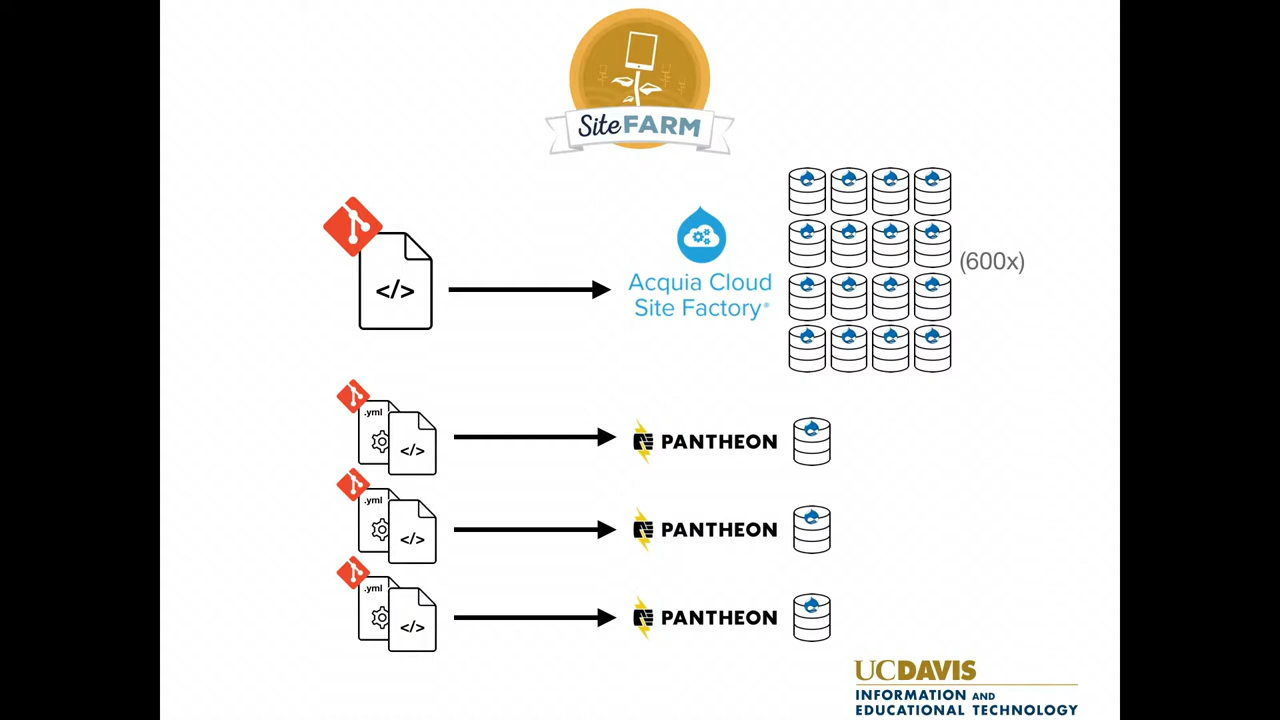 SiteFARM
</>
Acquia Cloud
Site Factory®
(600x)
.yml
</>
PANTHEON
.yml
</>
PANTHEON
.yml
</>
PANTHEON
UCDAVIS
INFORMATION AND
EDUCATIONAL TECHNOLOGY